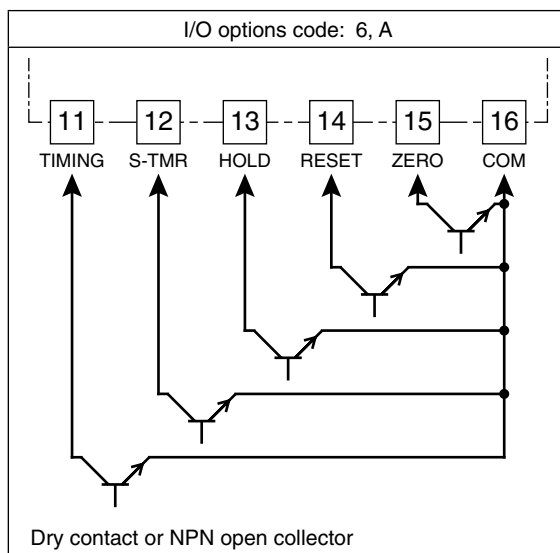 I/O options code: 6, A
11 12 13 14 15 16
TIMING S-TMR HOLD RESET ZERO COM
Dry contact or NPN open collector